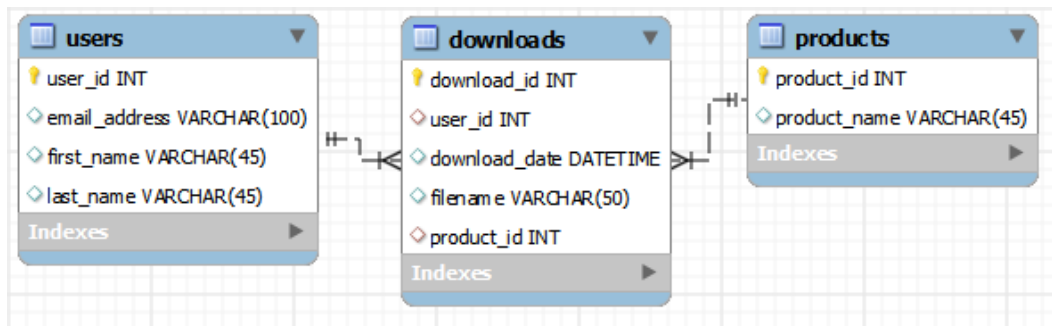 users
user_id INT
email_address VARCHAR(100)
first_name VARCHAR(45)
last_name VARCHAR(45)
Indexes
downloads
download_id INT
user_id INT
download_date DATETIME
filename VARCHAR(50)
product_id INT
Indexes
products
product_id INT
product_name VARCHAR(45)
Indexes